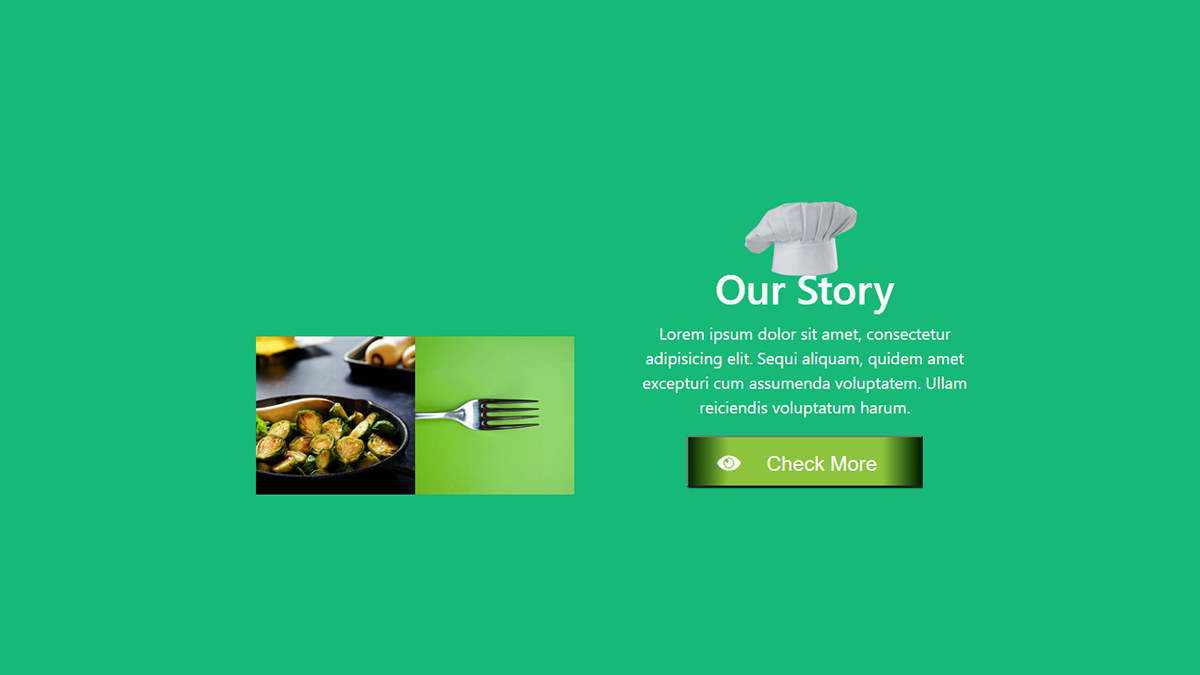 Our Story
Lorem ipsum dolor sit amet, consectetur
adipisicing elit. Sequi aliquam, quidem amet
excepturi cum assumenda voluptatem. Ullam
reiciendis voluptatum harum.
Check More